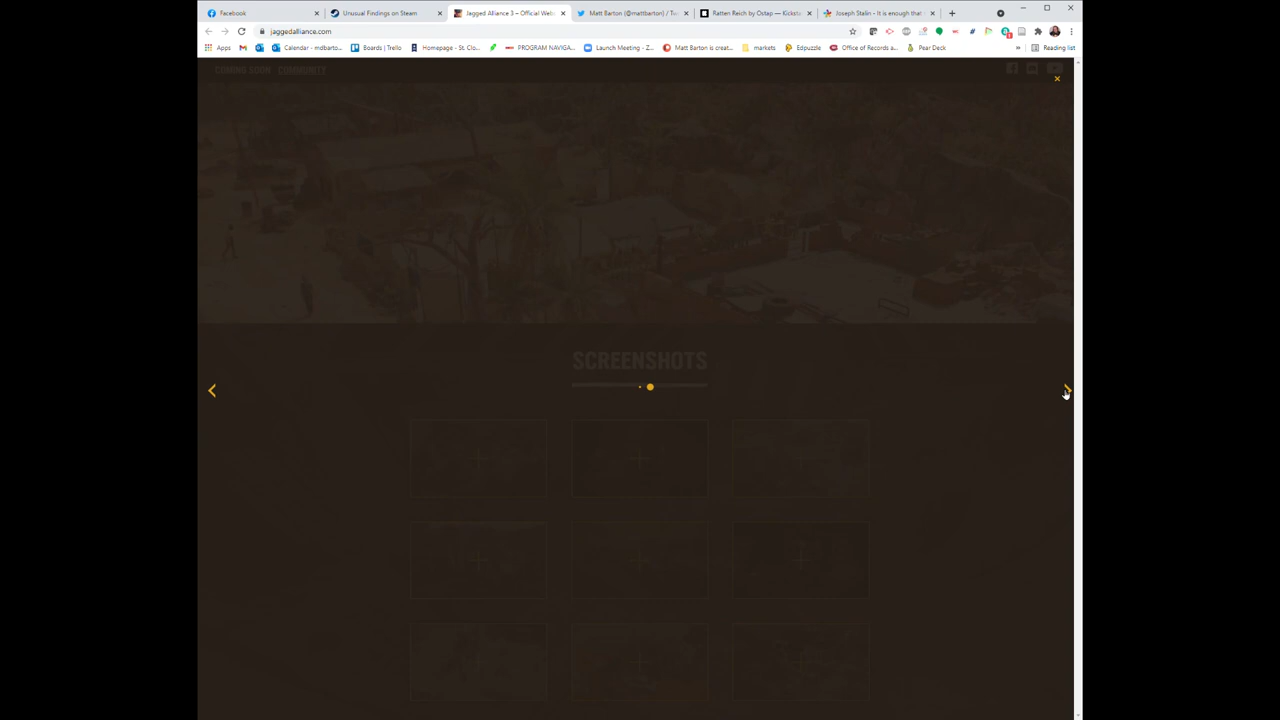 Facebook
Unusual Findings on Steam
Jagged Alliance 3 – Official Web
Matt Barton (@mattbarton) / Tw
Ratten Reich by Ostap — Kickst
Joseph Stalin - It is enough that
jaggedalliance.com
Apps
Calendar - mdbarto...
Boards | Trello
Homepage - St. Clo...
PROGRAM NAVIGA...
Launch Meeting - Z...
Matt Barton is creat...
markets
Edpuzzle
Office of Records a...
Pear Deck
»
Reading list
COMING SOON
COMMUNITY
SCREENSHOTS